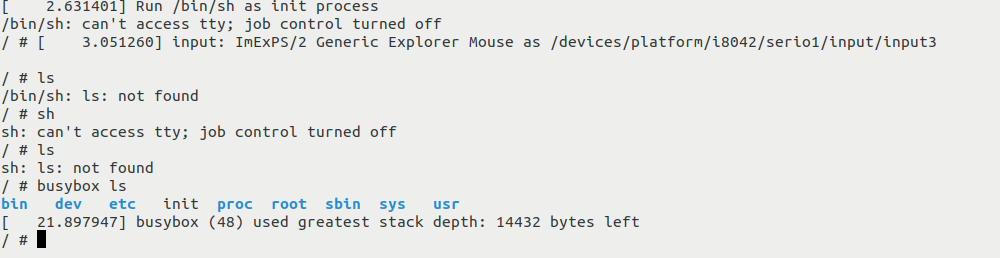 [    2.631401] Run /bin/sh as init process
/bin/sh: can't access tty; job control turned off
/ # [    3.051260] input: ImExPS/2 Generic Explorer Mouse as /devices/platform/i8042/serio1/input/input3
/ # ls
/bin/sh: ls: not found
/ # sh
sh: can't access tty; job control turned off
/ # ls
sh: ls: not found
/ # busybox ls
bin   dev   etc   init  proc  root  sbin  sys   usr
[   21.897947] busybox (48) used greatest stack depth: 14432 bytes left
/ #